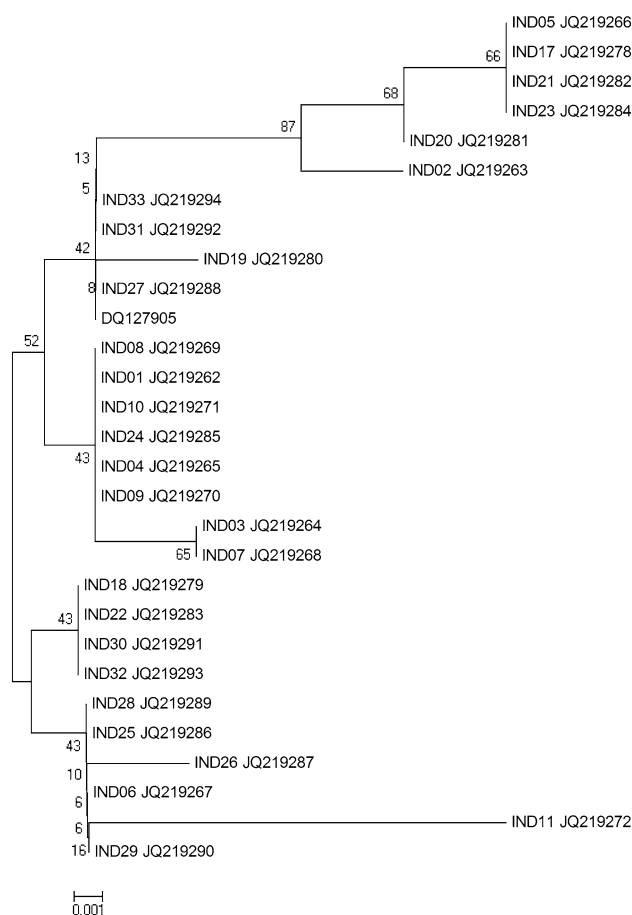 IND05 JQ219266
IND17 JQ219278
66
IND21 JQ219282
68
IND23 JQ219284
87
IND20 JQ219281
13
IND02 JQ219263
5
IND33 JQ219294
IND31 JQ219292
42
IND19 JQ219280
8
IND27 JQ219288
DQ127905
52
IND08 JQ219269
IND01 JQ219262
IND10 JQ219271
IND24 JQ219285
43
IND04 JQ219265
IND09 JQ219270
IND03 JQ219264
65
IND07 JQ219268
IND18 JQ219279
43
IND22 JQ219283
IND30 JQ219291
IND32 JQ219293
IND28 JQ219289
IND25 JQ219286
43
IND26 JQ219287
10
IND06 JQ219267
6
IND11 JQ219272
6
16
IND29 JQ219290
0.001